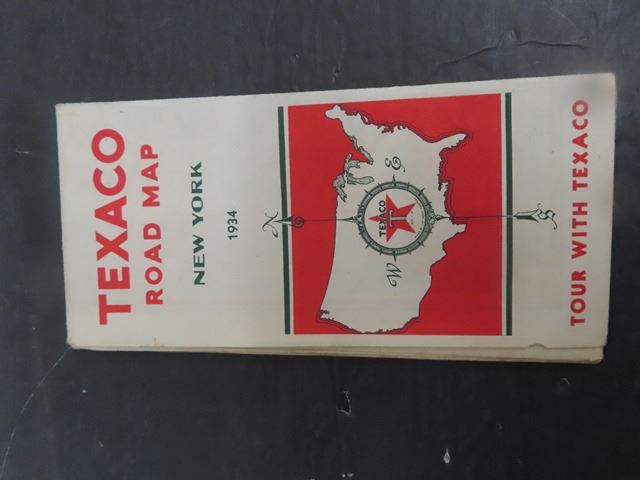 TEXACO
ROAD MAP
NEW YORK
1934
N
E
TEXACO
T
W
S
TOUR WITH TEXACO